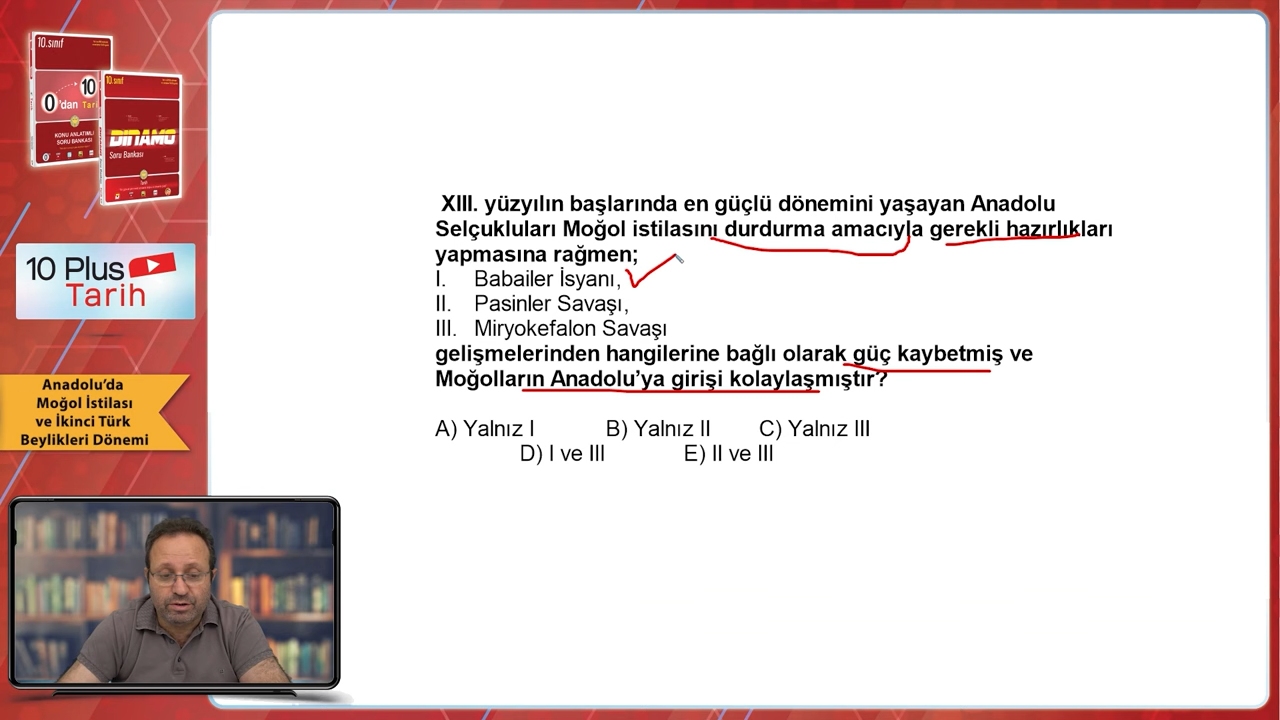 10.sınıf
10.sınıf
0'dan 10
Tarih
KONU ANLATIMLI
SORU BANKASI
DINAMO
Soru Bankası
Tarih
10 Plus
Tarih
Anadolu'da
Moğol İstilası
ve İkinci Türk
Beylikleri Dönemi
XIII. yüzyılın başlarında en güçlü dönemini yaşayan Anadolu
Selçukluları Moğol istilasını durdurma amacıyla gerekli hazırlıkları
yapmasına rağmen;
I. Babailer İsyanı,
II. Pasinler Savaşı,
III. Miryokefalon Savaşı
gelişmelerinden hangilerine bağlı olarak güç kaybetmiş ve
Moğolların Anadolu'ya girişi kolaylaşmıştır?
A) Yalnız I B) Yalnız II C) Yalnız III
D) I ve III E) II ve III